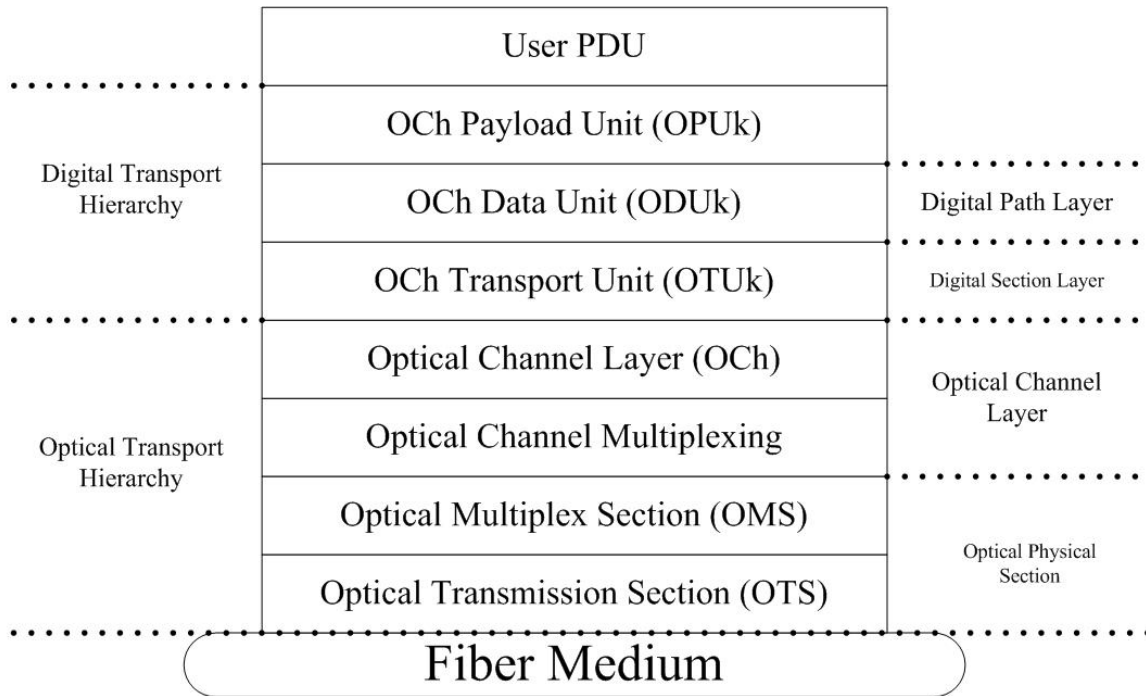 User PDU
OCh Payload Unit (OPUk)
Digital Transport
Hierarchy
OCh Data Unit (ODUk)
Digital Path Layer
OCh Transport Unit (OTUk)
Digital Section Layer
Optical Channel Layer (OCh)
Optical Channel
Layer
Optical Transport
Hierarchy
Optical Channel Multiplexing
Optical Multiplex Section (OMS)
Optical Physical
Section
Optical Transmission Section (OTS)
Fiber Medium